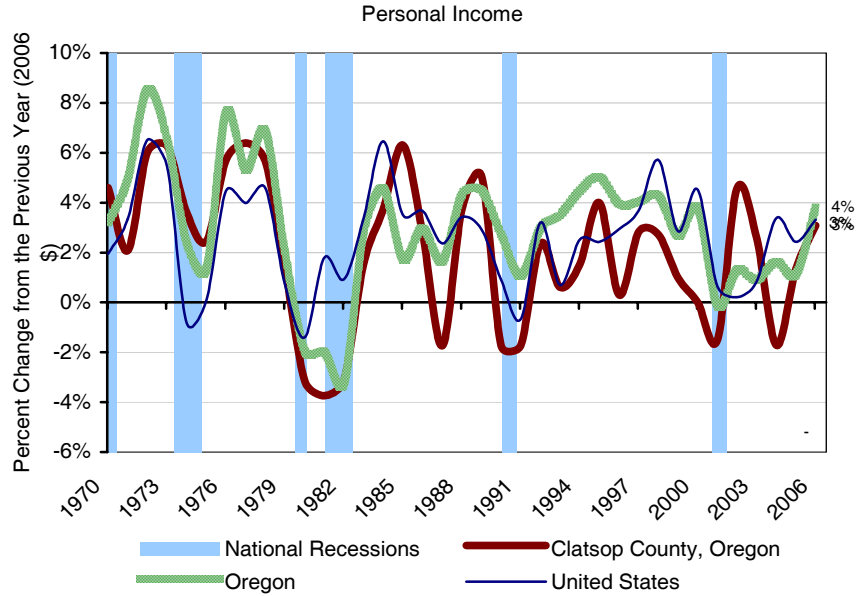 Personal Income
Percent Change from the Previous Year (2006
$)
10%
8%
6%
4%
2%
0%
-2%
-4%
-6%
4%
3%
3%
-
1970 1973 1976 1979 1982 1985 1988 1991 1994 1997 2000 2003 2006
National Recessions Clatsop County, Oregon
Oregon United States